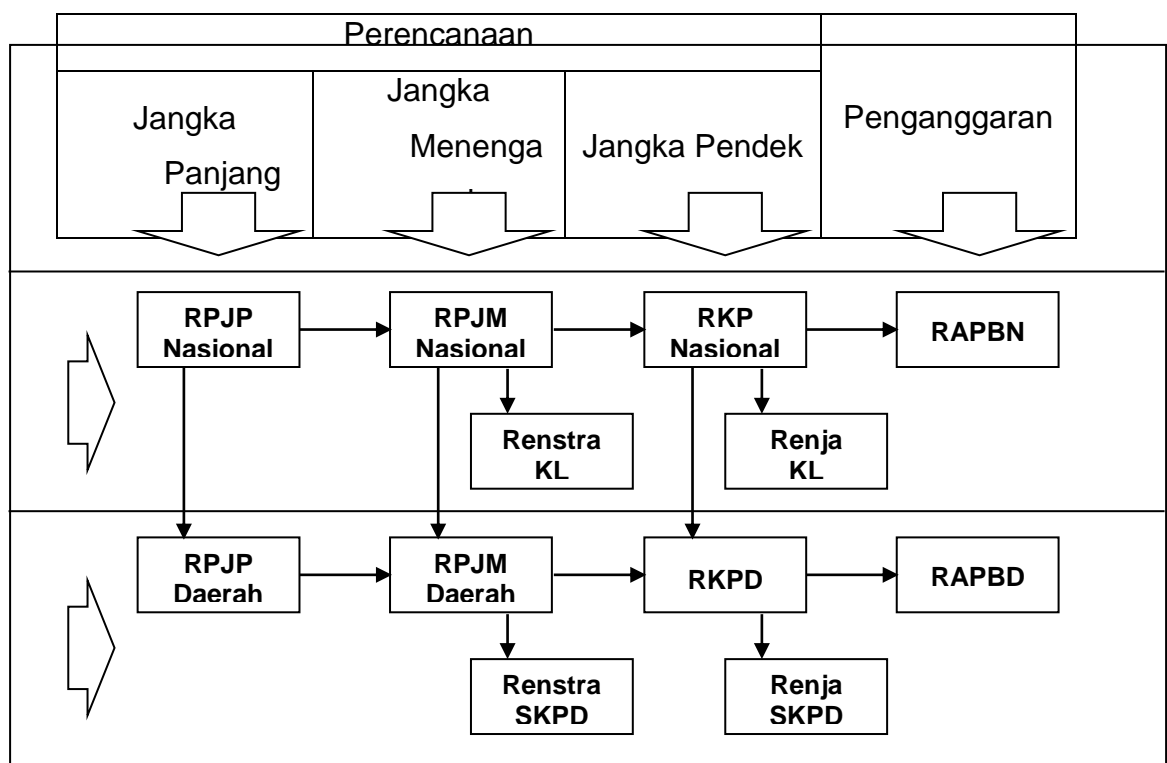 Perencanaan
Jangka
Panjang
Jangka
Menenga
Jangka Pendek
Penganggaran
RPJP
Nasional
RPJM
Nasional
RKP
Nasional
RAPBN
Renstra
KL
Renja
KL
RPJP
Daerah
RPJM
Daerah
RKPD
RAPBD
Renstra
SKPD
Renja
SKPD